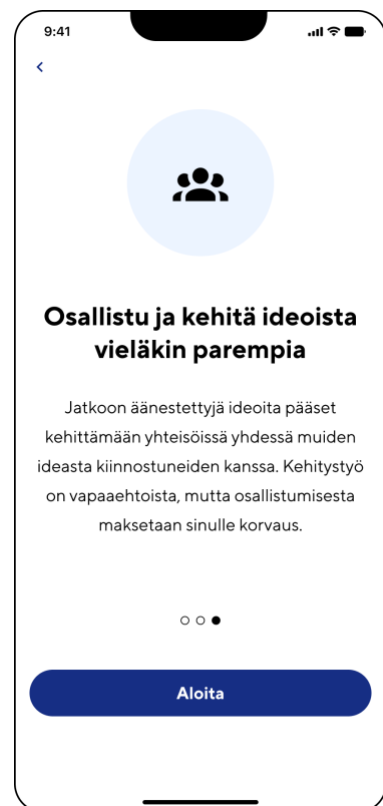 9:41
Osallistu ja kehitä ideoista
vieläkin parempia
Jatkoon äänestettyjä ideoita pääset
kehittämään yhteisöissä yhdessä muiden
ideasta kiinnostuneiden kanssa. Kehitystyö
on vapaaehtoista, mutta osallistumisesta
maksetaan sinulle korvaus.
Aloita